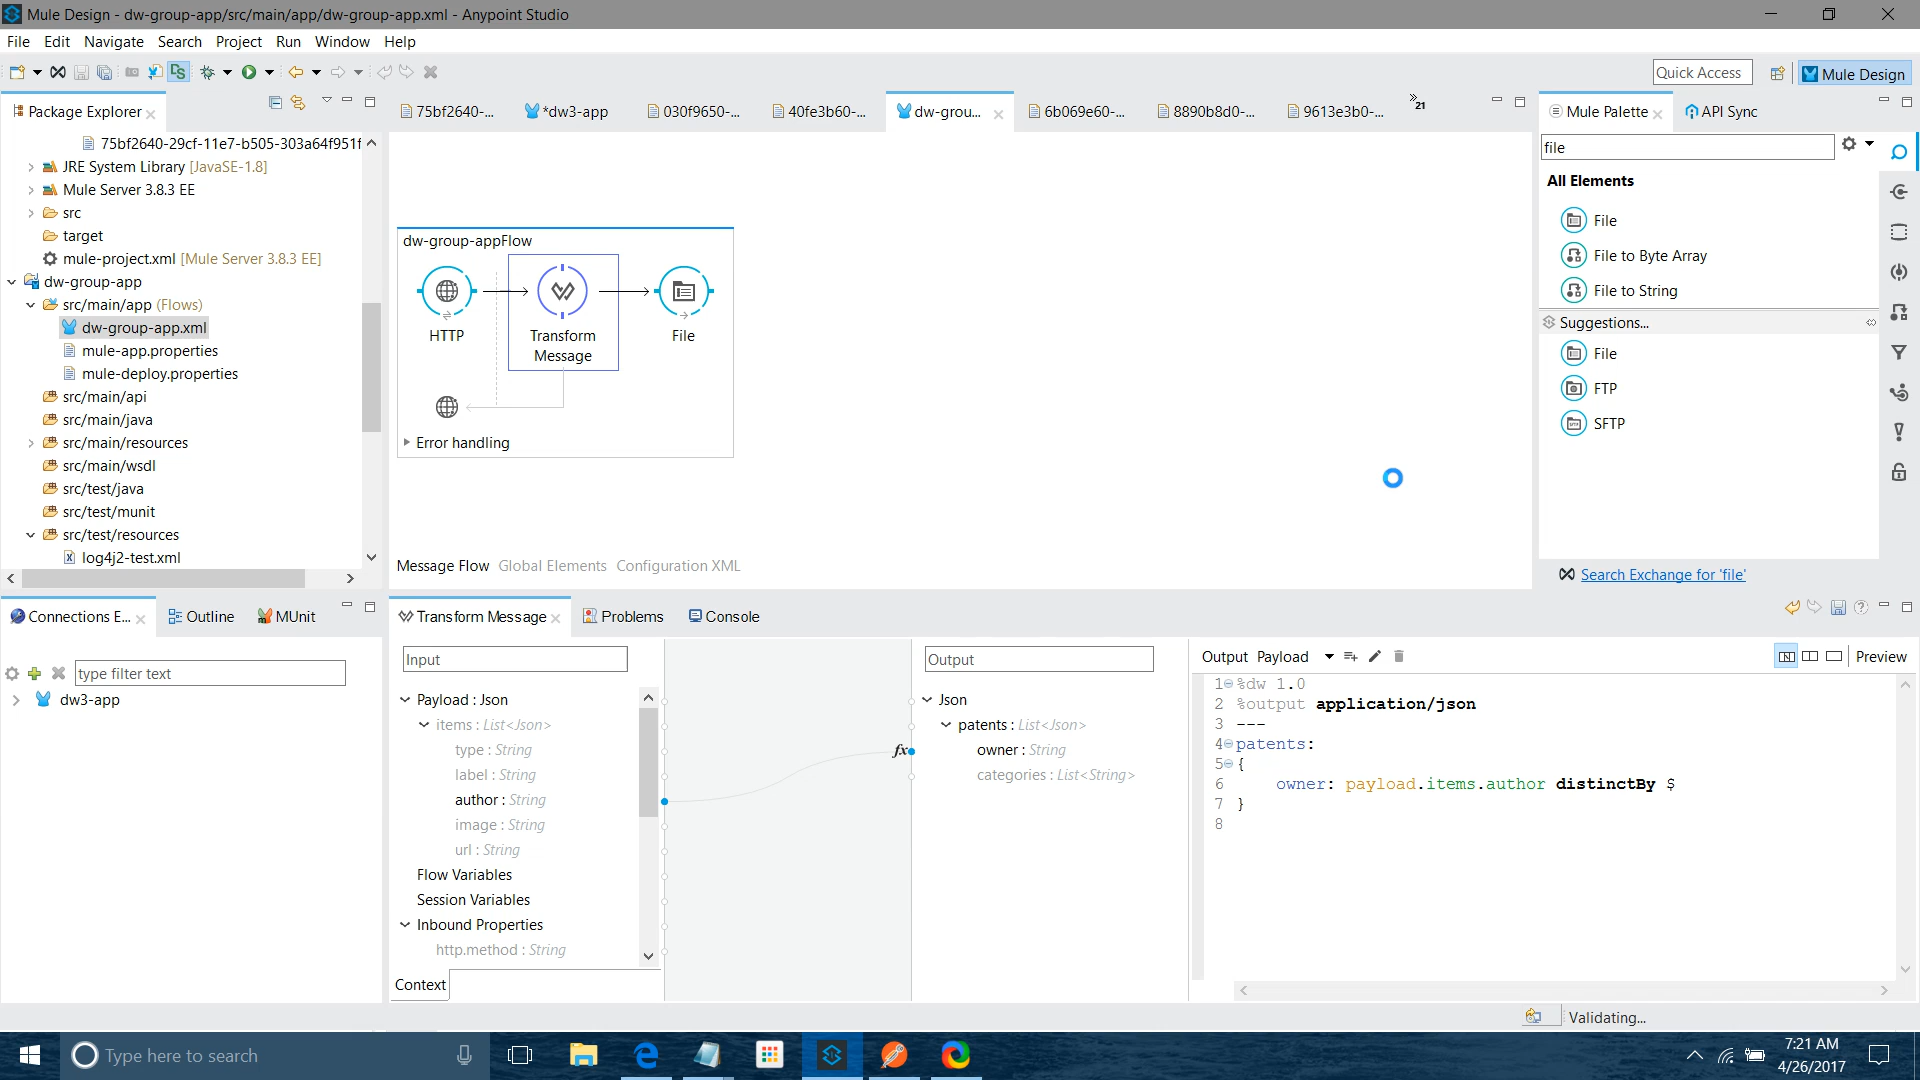 Mule Design - dw-group-app/src/main/app/dw-group-app.xml - Anypoint Studio
File Edit Navigate Search Project Run Window Help
Quick Access
Mule Design
Package Explorer
75bf2640-29cf-11e7-b505-303a64f951f
JRE System Library [JavaSE-1.8]
Mule Server 3.8.3 EE
src
target
mule-project.xml [Mule Server 3.8.3 EE]
dw-group-app
src/main/app (Flows)
dw-group-app.xml
mule-app.properties
mule-deploy.properties
src/main/api
src/main/java
src/main/resources
src/main/wsdl
src/test/java
src/test/munit
src/test/resources
log4j2-test.xml
75bf2640-... *dw3-app 030f9650-... 40fe3b60-... dw-grou... 6b069e60-... 8890b8d0-... 9613e3b0-... »21
dw-group-appFlow
HTTP
Transform
Message
File
Error handling
Message Flow Global Elements Configuration XML
Mule Palette API Sync
file
All Elements
File
File to Byte Array
File to String
Suggestions...
File
FTP
SFTP
Search Exchange for 'file'
Connections E... Outline MUnit
type filter text
dw3-app
Transform Message Problems Console
Input
Payload : Json
items : List<Json>
type : String
label : String
author : String
image : String
url : String
Flow Variables
Session Variables
Inbound Properties
http.method : String
Context
fx
Output
Json
patents : List<Json>
owner : String
categories : List<String>
Output Payload
Preview
1 %dw 1.0
2 %output application/json
3 ---
4 patents:
5 {
6 owner: payload.items.author distinctBy $
7 }
8
Validating...
Type here to search
7:21 AM
4/26/2017